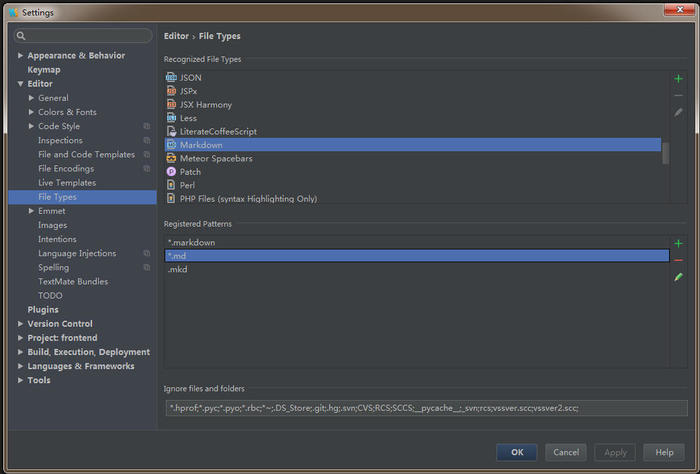 Settings
Appearance & Behavior
Keymap
Editor
General
Colors & Fonts
Code Style
Inspections
File and Code Templates
File Encodings
Live Templates
File Types
Emmet
Images
Intentions
Language Injections
Spelling
TextMate Bundles
TODO
Plugins
Version Control
Project: frontend
Build, Execution, Deployment
Languages & Frameworks
Tools
Editor › File Types
Recognized File Types
JSON
JSPx
JSX Harmony
Less
LiterateCoffeeScript
Markdown
Meteor Spacebars
Patch
Perl
PHP Files (syntax Highlighting Only)
Registered Patterns
*.markdown
*.md
.mkd
Ignore files and folders
*.hprof;*.pyc;*.pyo;*.rbc;*~;.DS_Store;.git;.hg;.svn;CVS;RCS;SCCS;__pycache__;_svn;rcs;vssver.scc;vssver2.scc;
OK
Cancel
Apply
Help